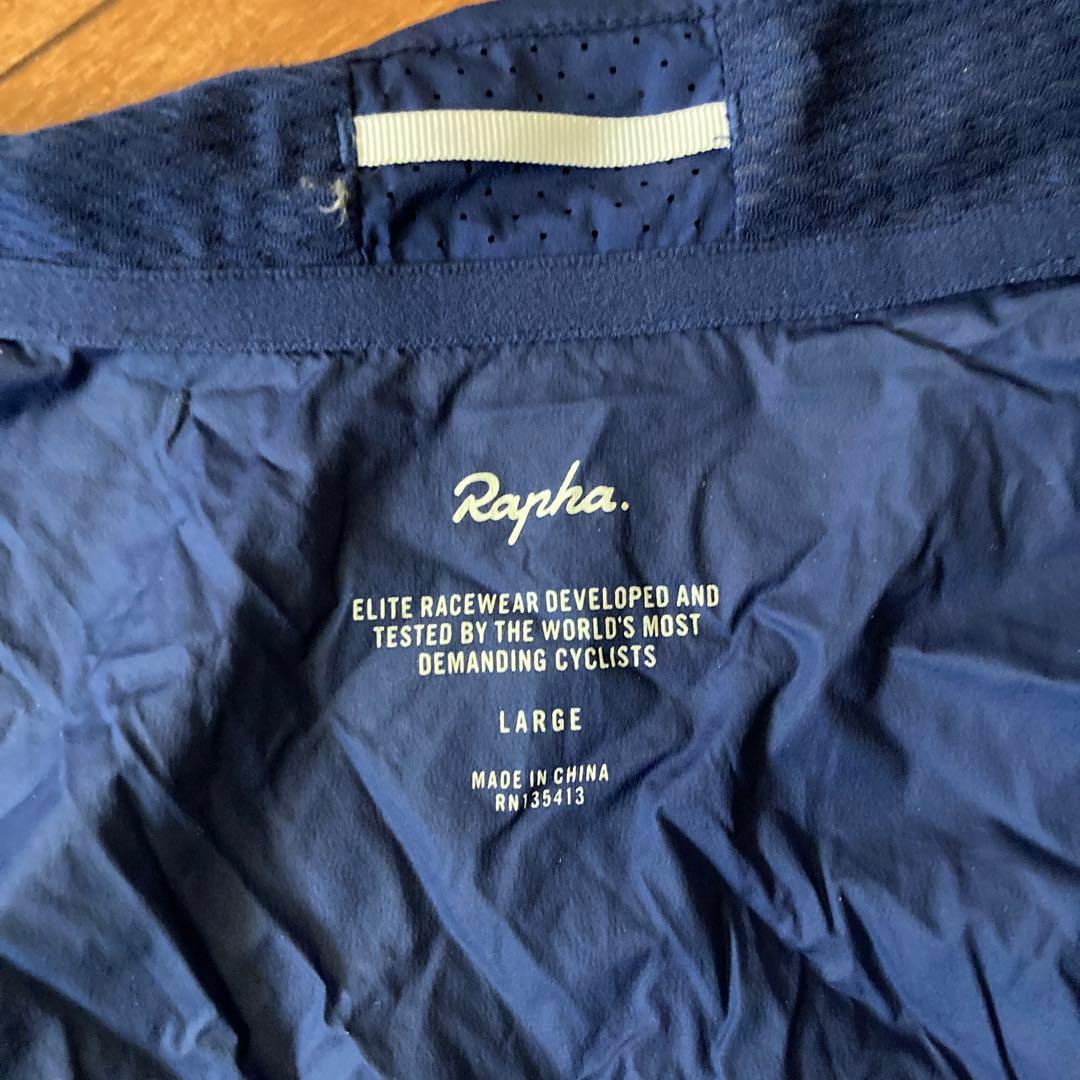 Rapha.
ELITE RACEWEAR DEVELOPED AND
TESTED BY THE WORLD'S MOST
DEMANDING CYCLISTS
LARGE
MADE IN CHINA
RN135413